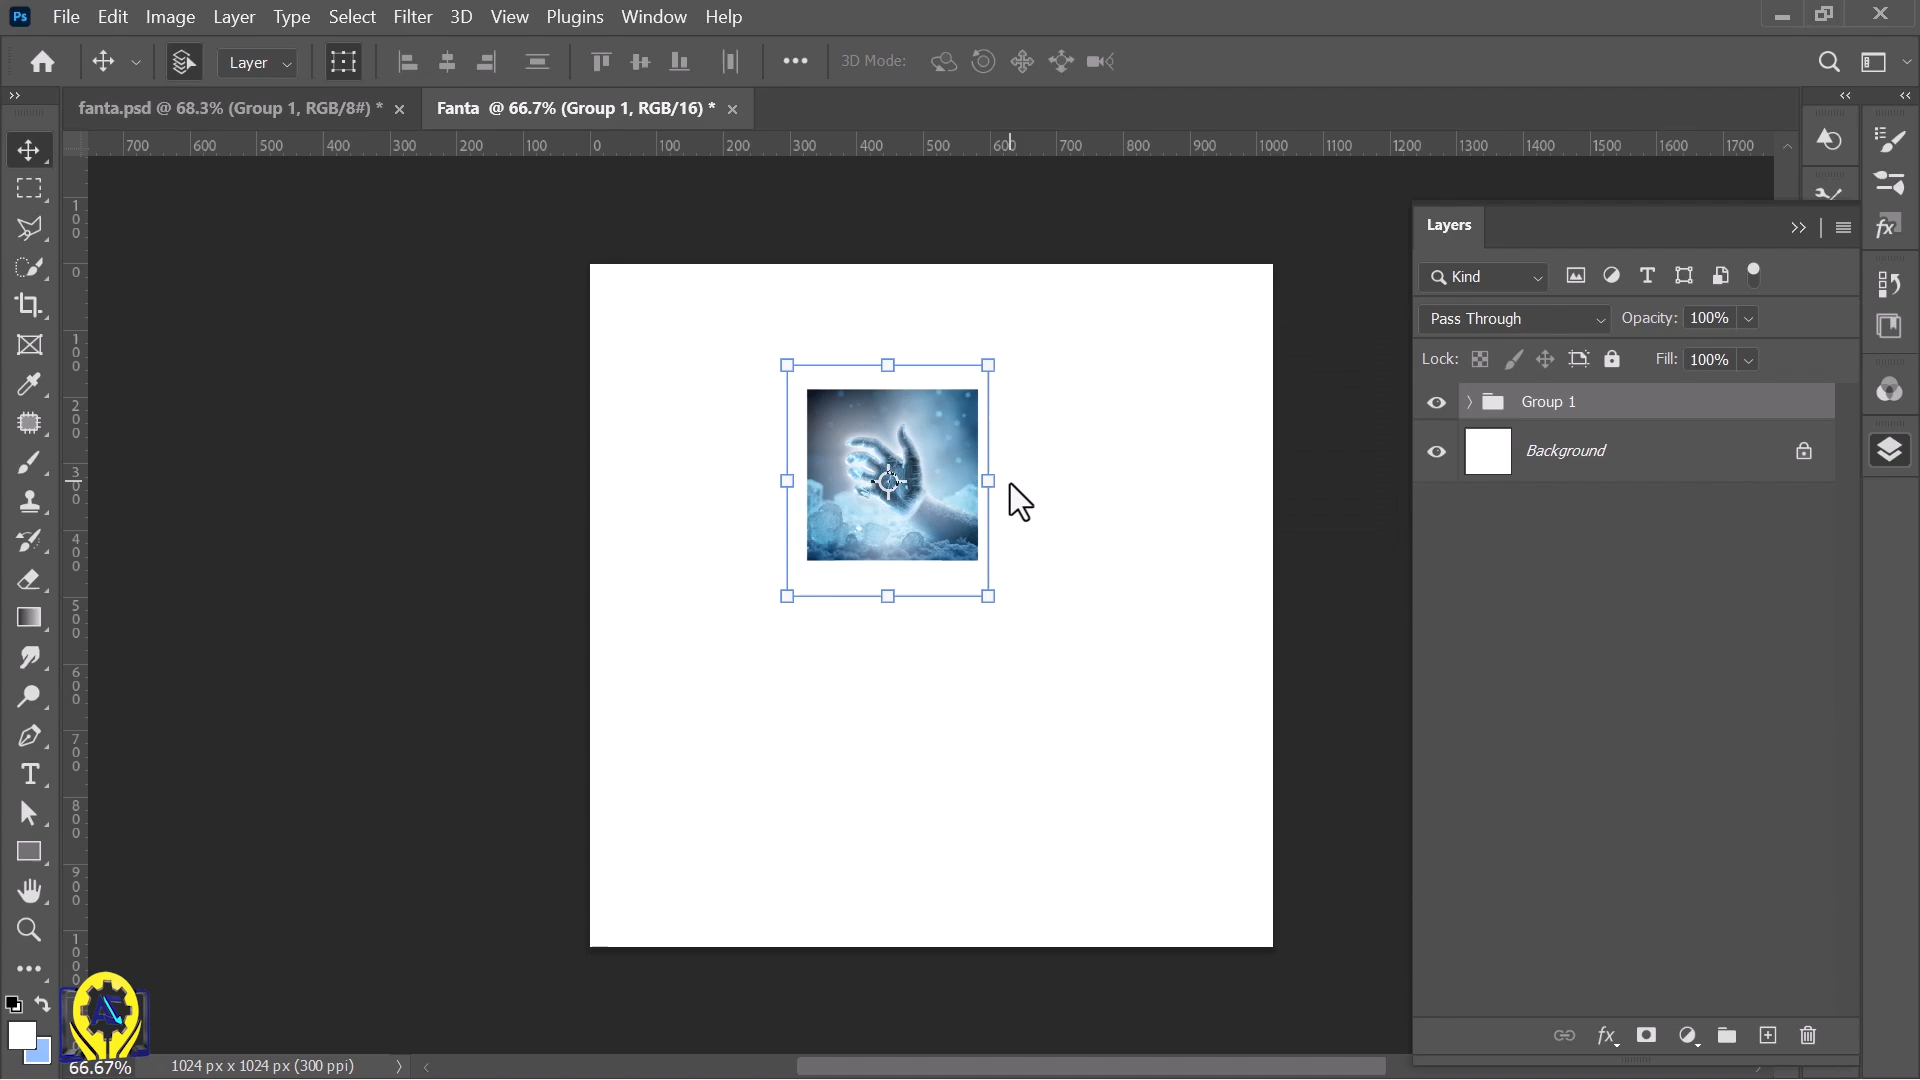 Ps File Edit Image Layer Type Select Filter 3D View Plugins Window Help
Layer 3D Mode:
fanta.psd @ 68.3% (Group 1, RGB/8#) *
Fanta @ 66.7% (Group 1, RGB/16) *
700 600 500 400 300 200 100 0 100 200 300 400 500 600 700 800 900 1000 1100 1200 1300 1400 1500 1600 1700
100
0
100
200
300
400
500
600
700
800
900
1000
Layers
Kind
Pass Through Opacity: 100%
Lock: Fill: 100%
Group 1
Background
fx
66.67% 1024 px x 1024 px (300 ppi)